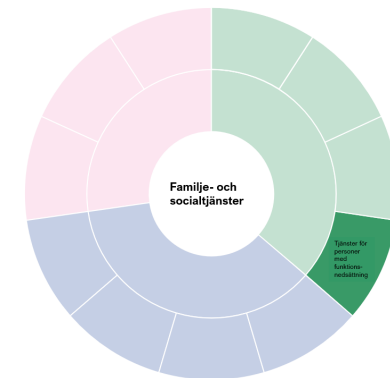 Familje- och
socialtjänster
Tjänster för
personer
med
funktions-
nedsättning